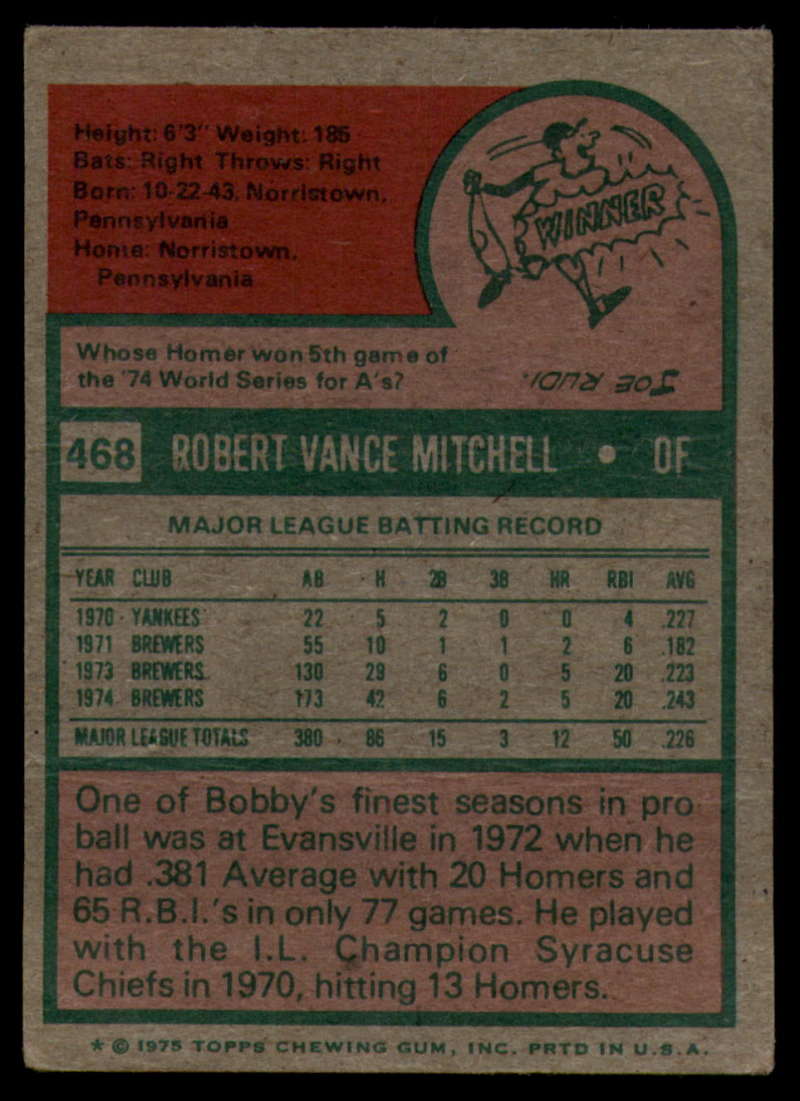 Height: 6'3" Weight: 185
Bats: Right Throws: Right
Born: 10-22-43, Norristown,
Pennsylvania
Home: Norristown,
Pennsylvania
WINNER
Whose Homer won 5th game of
the '74 World Series for A's?
JOE RUDI.
468 ROBERT VANCE MITCHELL • OF
MAJOR LEAGUE BATTING RECORD
YEAR CLUB AB H 2B 3B HR RBI AVG
1970 YANKEES 22 5 2 0 0 4 .227
1971 BREWERS 55 10 1 1 2 6 .182
1973 BREWERS 130 29 6 0 5 20 .223
1974 BREWERS 173 42 6 2 5 20 .243
MAJOR LEAGUE TOTALS 380 86 15 3 12 50 .226
One of Bobby's finest seasons in pro
ball was at Evansville in 1972 when he
had .381 Average with 20 Homers and
65 R.B.I.'s in only 77 games. He played
with the I.L. Champion Syracuse
Chiefs in 1970, hitting 13 Homers.
* © 1975 TOPPS CHEWING GUM, INC. PRTD IN U.S.A.